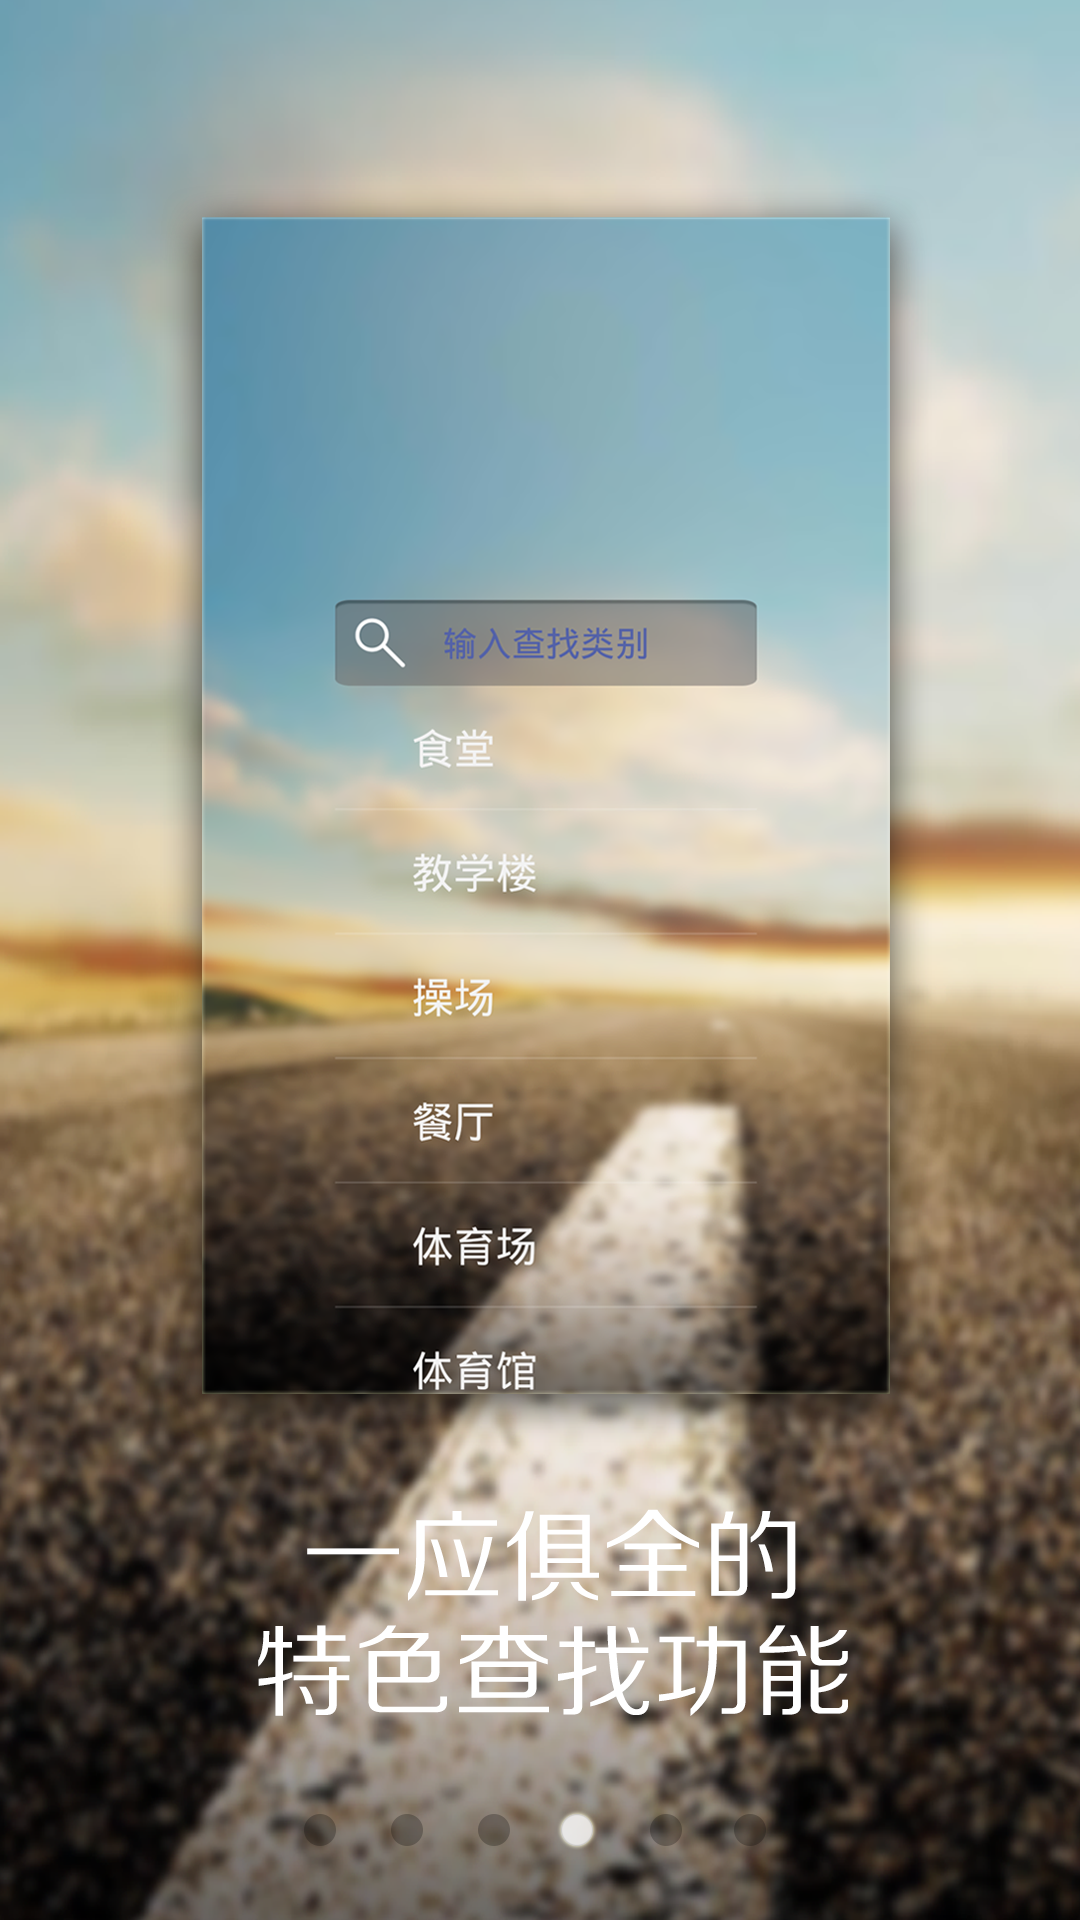 输入查找类别
食堂
教学楼
操场
餐厅
体育场
体育馆
一应俱全的
特色查找功能